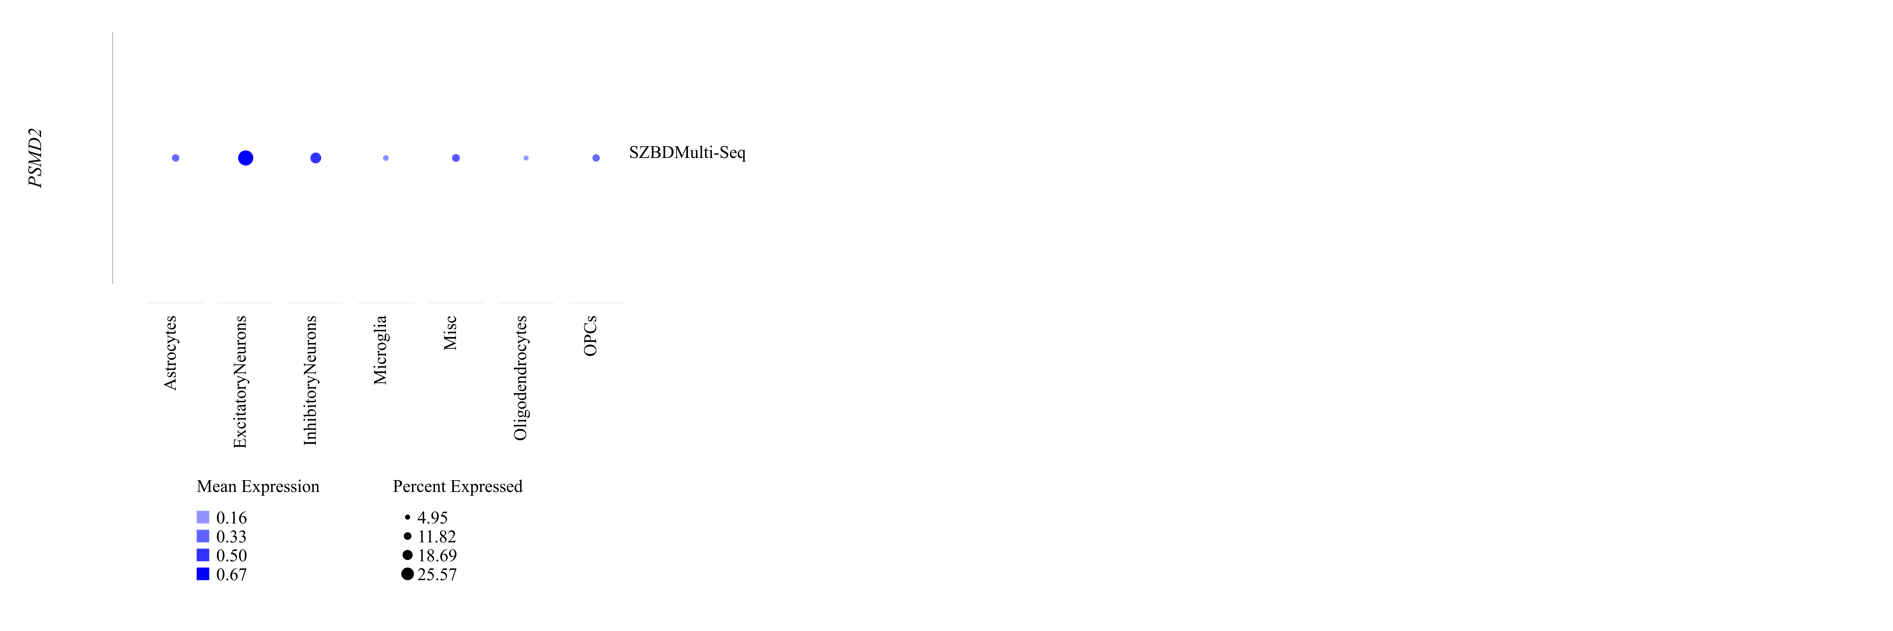 PSMD2
SZBDMulti-Seq
Astrocytes
ExcitatoryNeurons
InhibitoryNeurons
Microglia
Misc
Oligodendrocytes
OPCs
Mean Expression
0.16
0.33
0.50
0.67
Percent Expressed
4.95
11.82
18.69
25.57